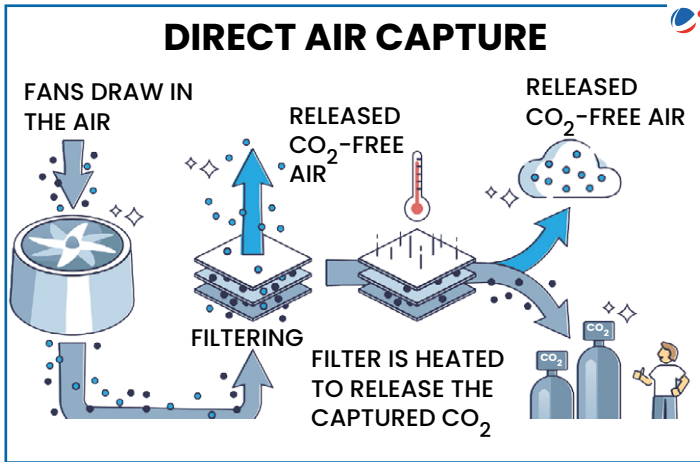 DIRECT AIR CAPTURE
FANS DRAW IN
THE AIR
RELEASED
CO₂-FREE
AIR
RELEASED
CO₂-FREE AIR
FILTERING
FILTER IS HEATED
TO RELEASE THE
CAPTURED CO₂
CO₂
CO₂